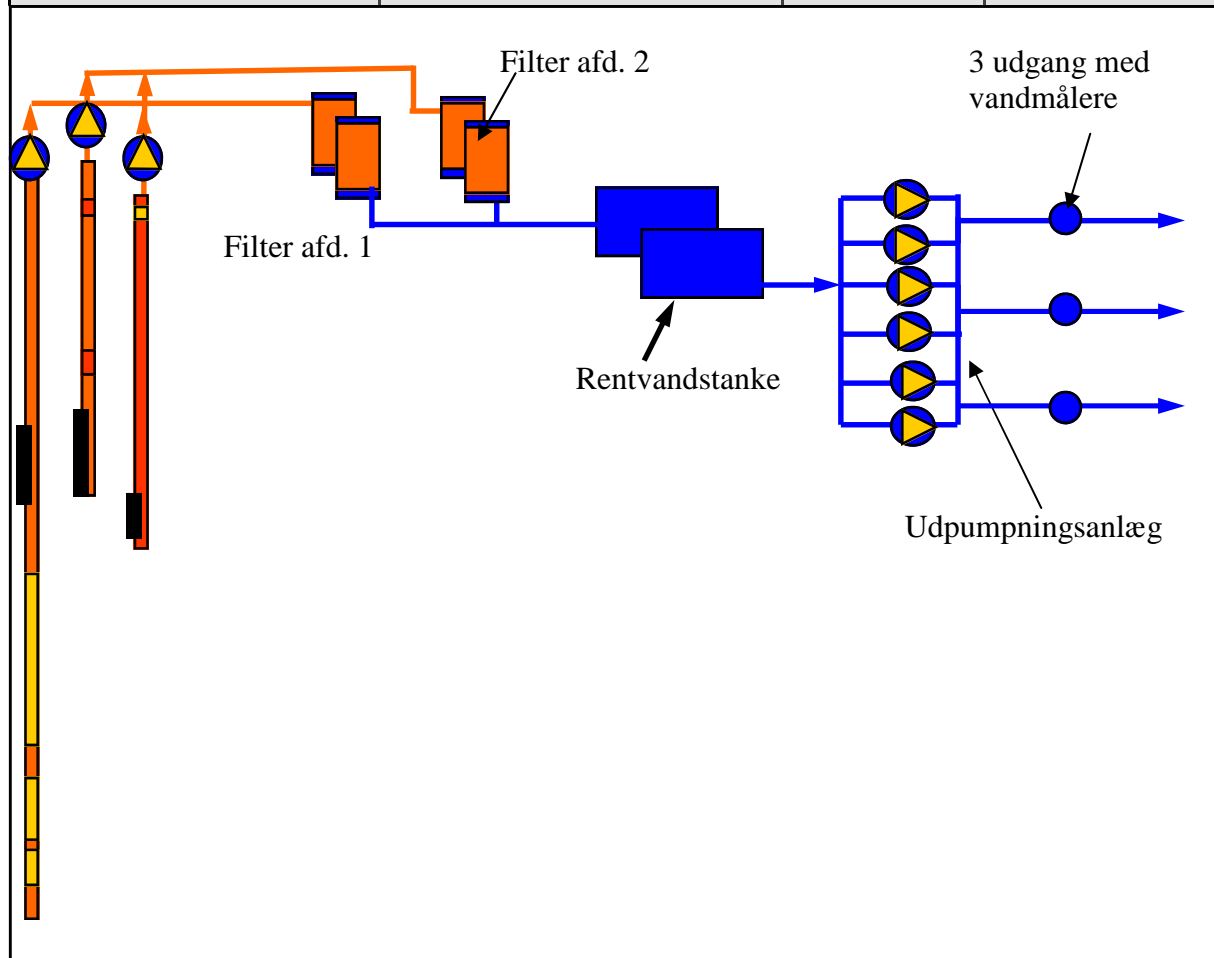 Filter afd. 2
3 udgang med
vandmålere
Filter afd. 1
Rentvandstanke
Udpumpningsanlæg